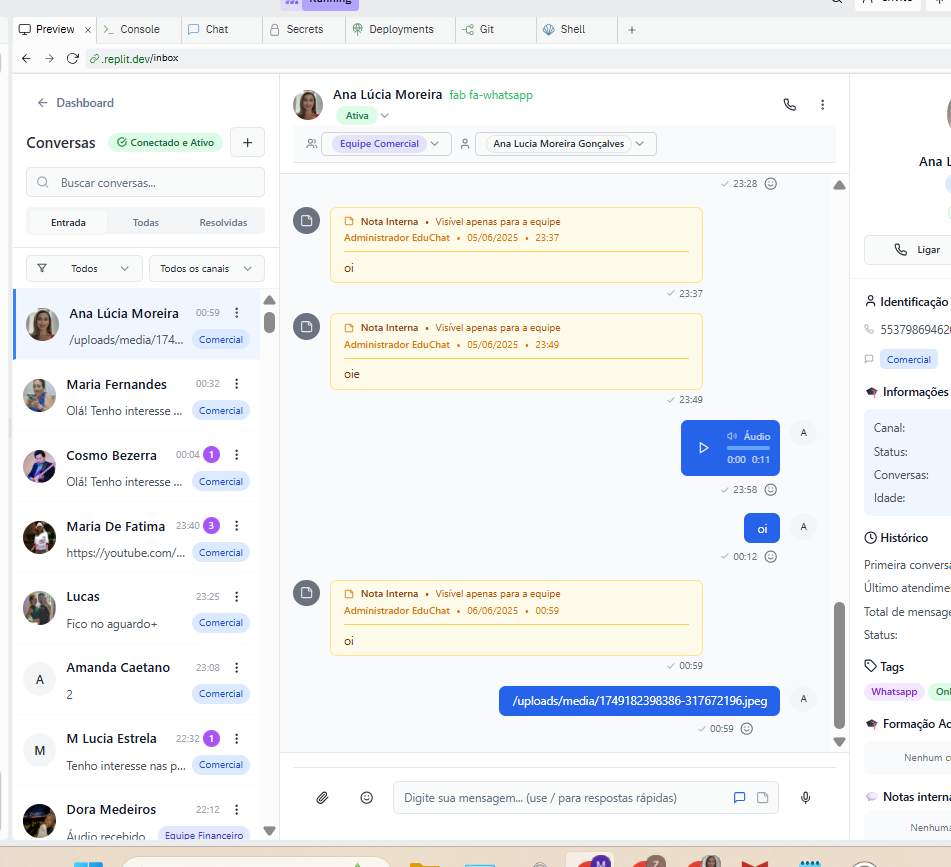 Running
Preview
Console
Chat
Secrets
Deployments
Git
Shell
.replit.dev/inbox
Dashboard
Conversas
Conectado e Ativo
Buscar conversas...
Entrada
Todas
Resolvidas
Todos
Todos os canais
Ana Lúcia Moreira 00:59
/uploads/media/174... Comercial
Maria Fernandes 00:32
Olá! Tenho interesse ... Comercial
Cosmo Bezerra 00:04 1
Olá! Tenho interesse ... Comercial
Maria De Fatima 23:40 3
https://youtube.com/... Comercial
Lucas 23:25
Fico no aguardo+ Comercial
A Amanda Caetano 23:08
2 Comercial
M M Lucia Estrela 22:32 1
Tenho interesse nas p... Comercial
Dora Medeiros 22:12
Áudio recebido Equipe Financeiro
Ana Lúcia Moreira fab fa-whatsapp
Ativa
Equipe Comercial
Ana Lucia Moreira Gonçalves
23:28
Nota Interna • Visível apenas para a equipe
Administrador EduChat • 05/06/2025 • 23:37
oi
23:37
Nota Interna • Visível apenas para a equipe
Administrador EduChat • 05/06/2025 • 23:49
oie
23:49
Áudio
0:00 0:11
A
23:58
oi
A
00:12
Nota Interna • Visível apenas para a equipe
Administrador EduChat • 06/06/2025 • 00:59
oi
00:59
/uploads/media/1749182398386-317672196.jpeg
A
00:59
Digite sua mensagem... (use / para respostas rápidas)
Ana L
Ligar
Identificação
Comercial
Informações
Canal:
Status:
Conversas:
Idade:
Histórico
Primeira conversa
Último atendime
Total de mensage
Status:
Tags
Whatsapp
Formação Ac
Nenhum c
Notas interna
Nenhuma